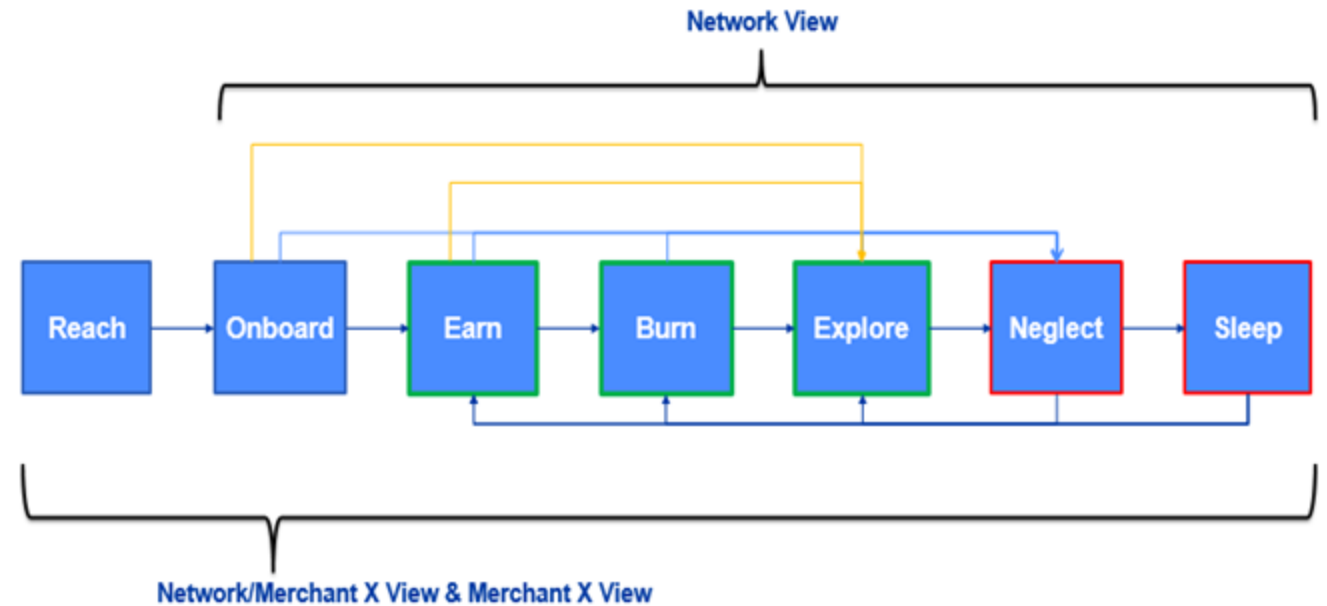 Network View
Reach
Onboard
Earn
Burn
Explore
Neglect
Sleep
Network/Merchant X View & Merchant X View